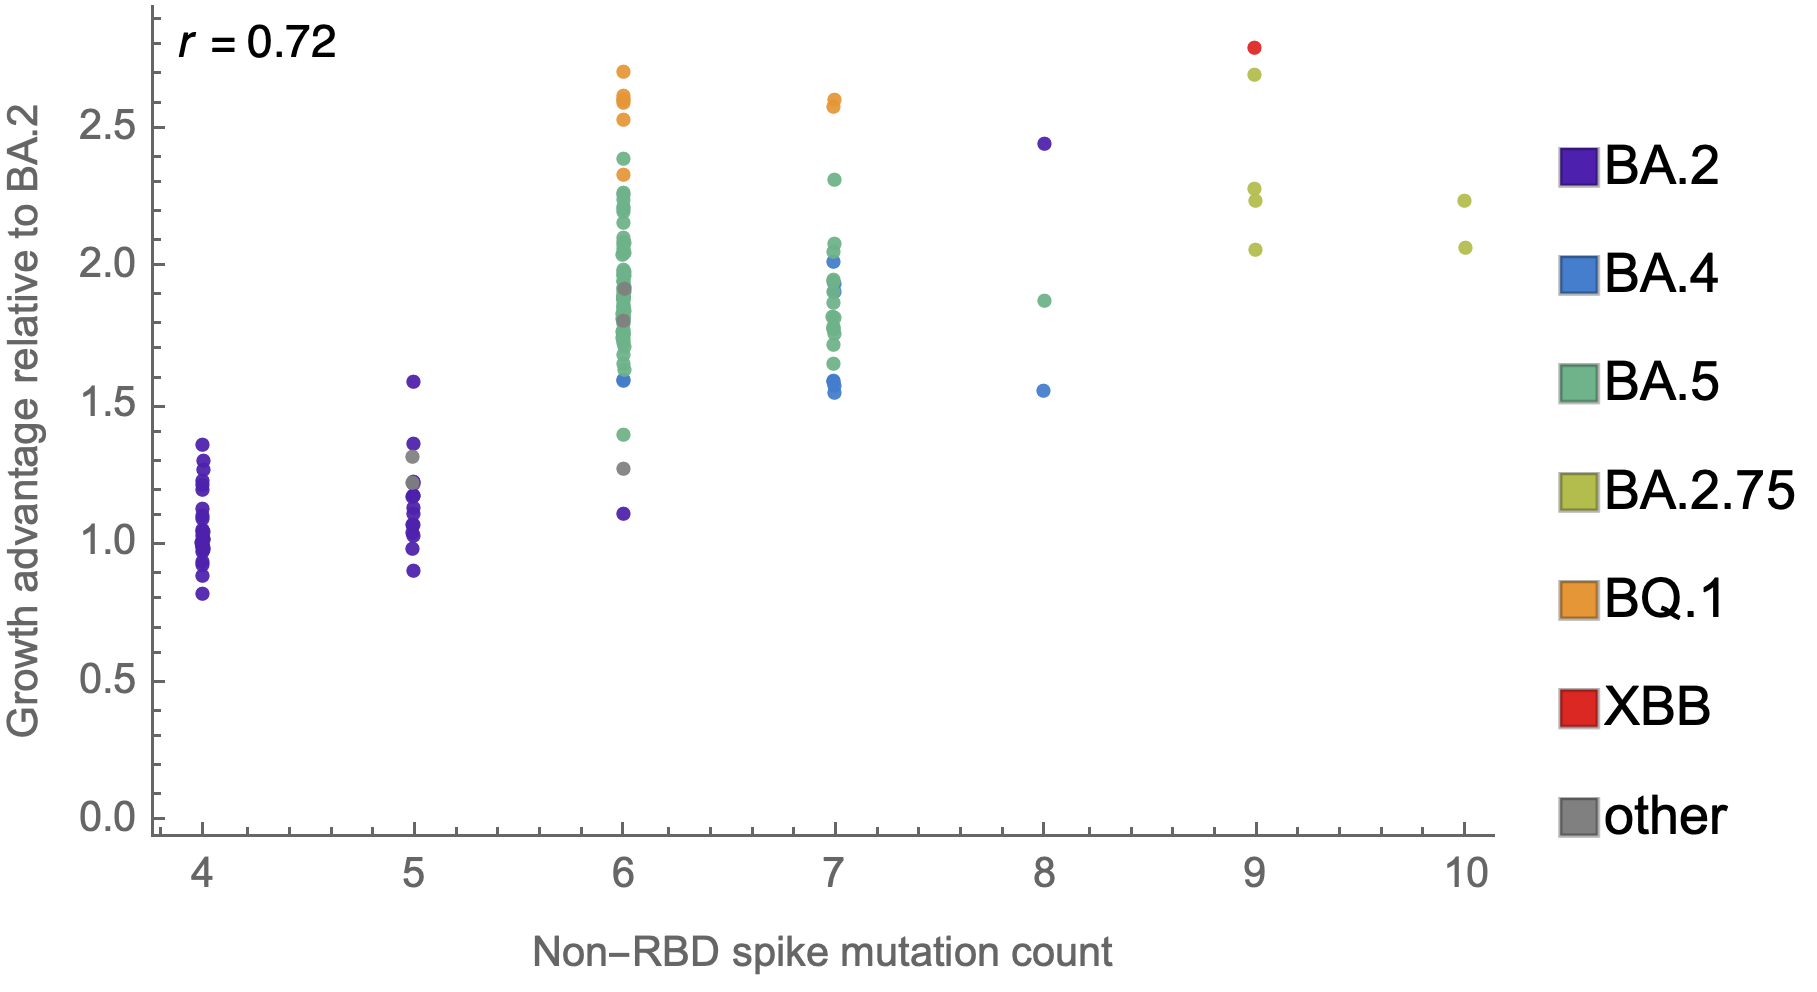 r = 0.72
Growth advantage relative to BA.2
2.5
2.0
1.5
1.0
0.5
0.0
4 5 6 7 8 9 10
Non−RBD spike mutation count
BA.2
BA.4
BA.5
BA.2.75
BQ.1
XBB
other